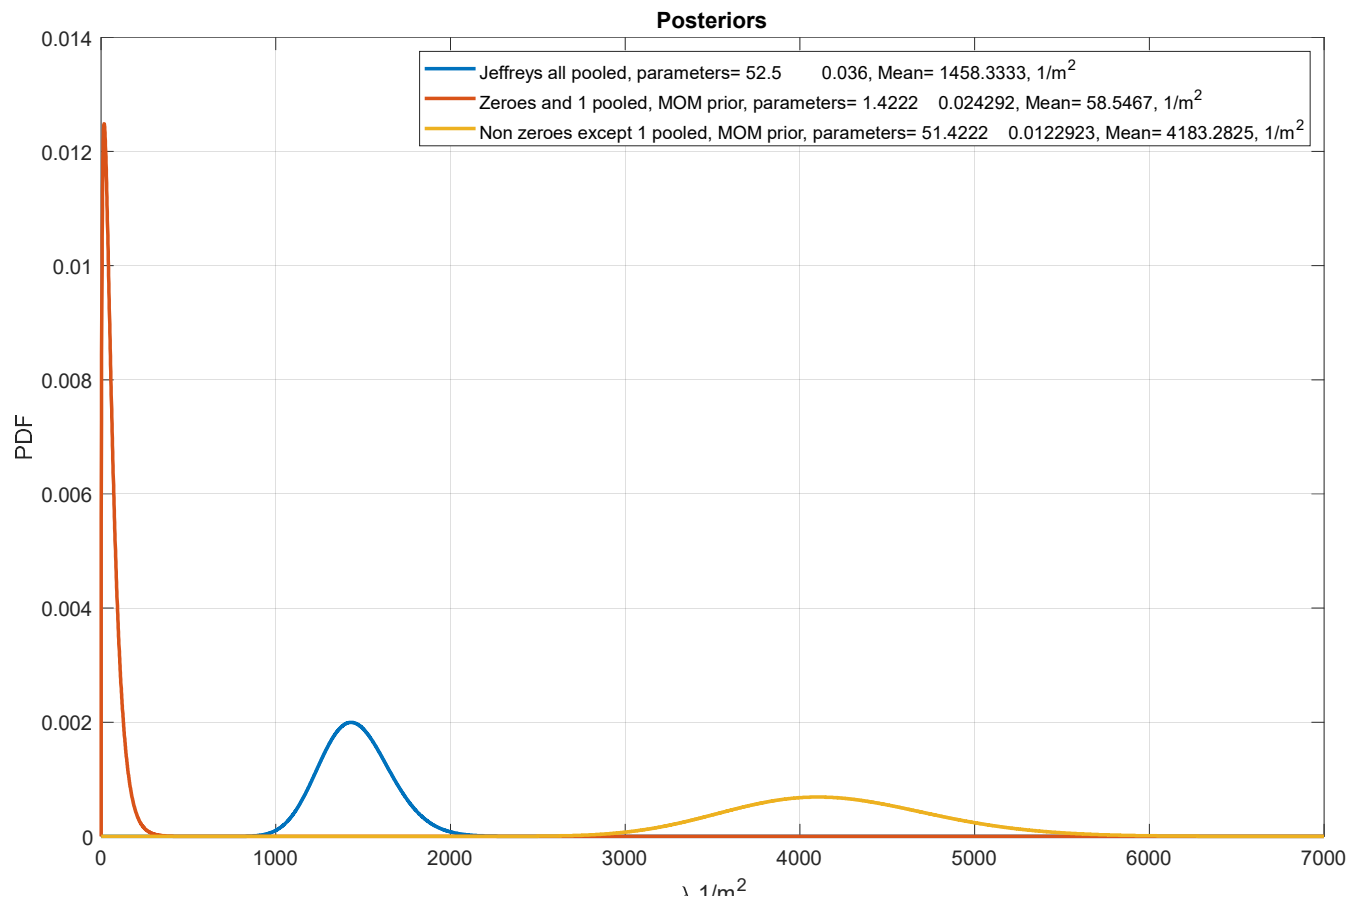 Posteriors
0.014
Jeffreys all pooled, parameters= 52.5 0.036, Mean= 1458.3333, 1/m2
Zeroes and 1 pooled, MOM prior, parameters= 1.4222 0.024292, Mean= 58.5467, 1/m2
Non zeroes except 1 pooled, MOM prior, parameters= 51.4222 0.0122923, Mean= 4183.2825, 1/m2
0.012
0.01
0.008
PDF
0.006
0.004
0.002
0
0 1000 2000 3000 4000 5000 6000 7000
λ 1/m2